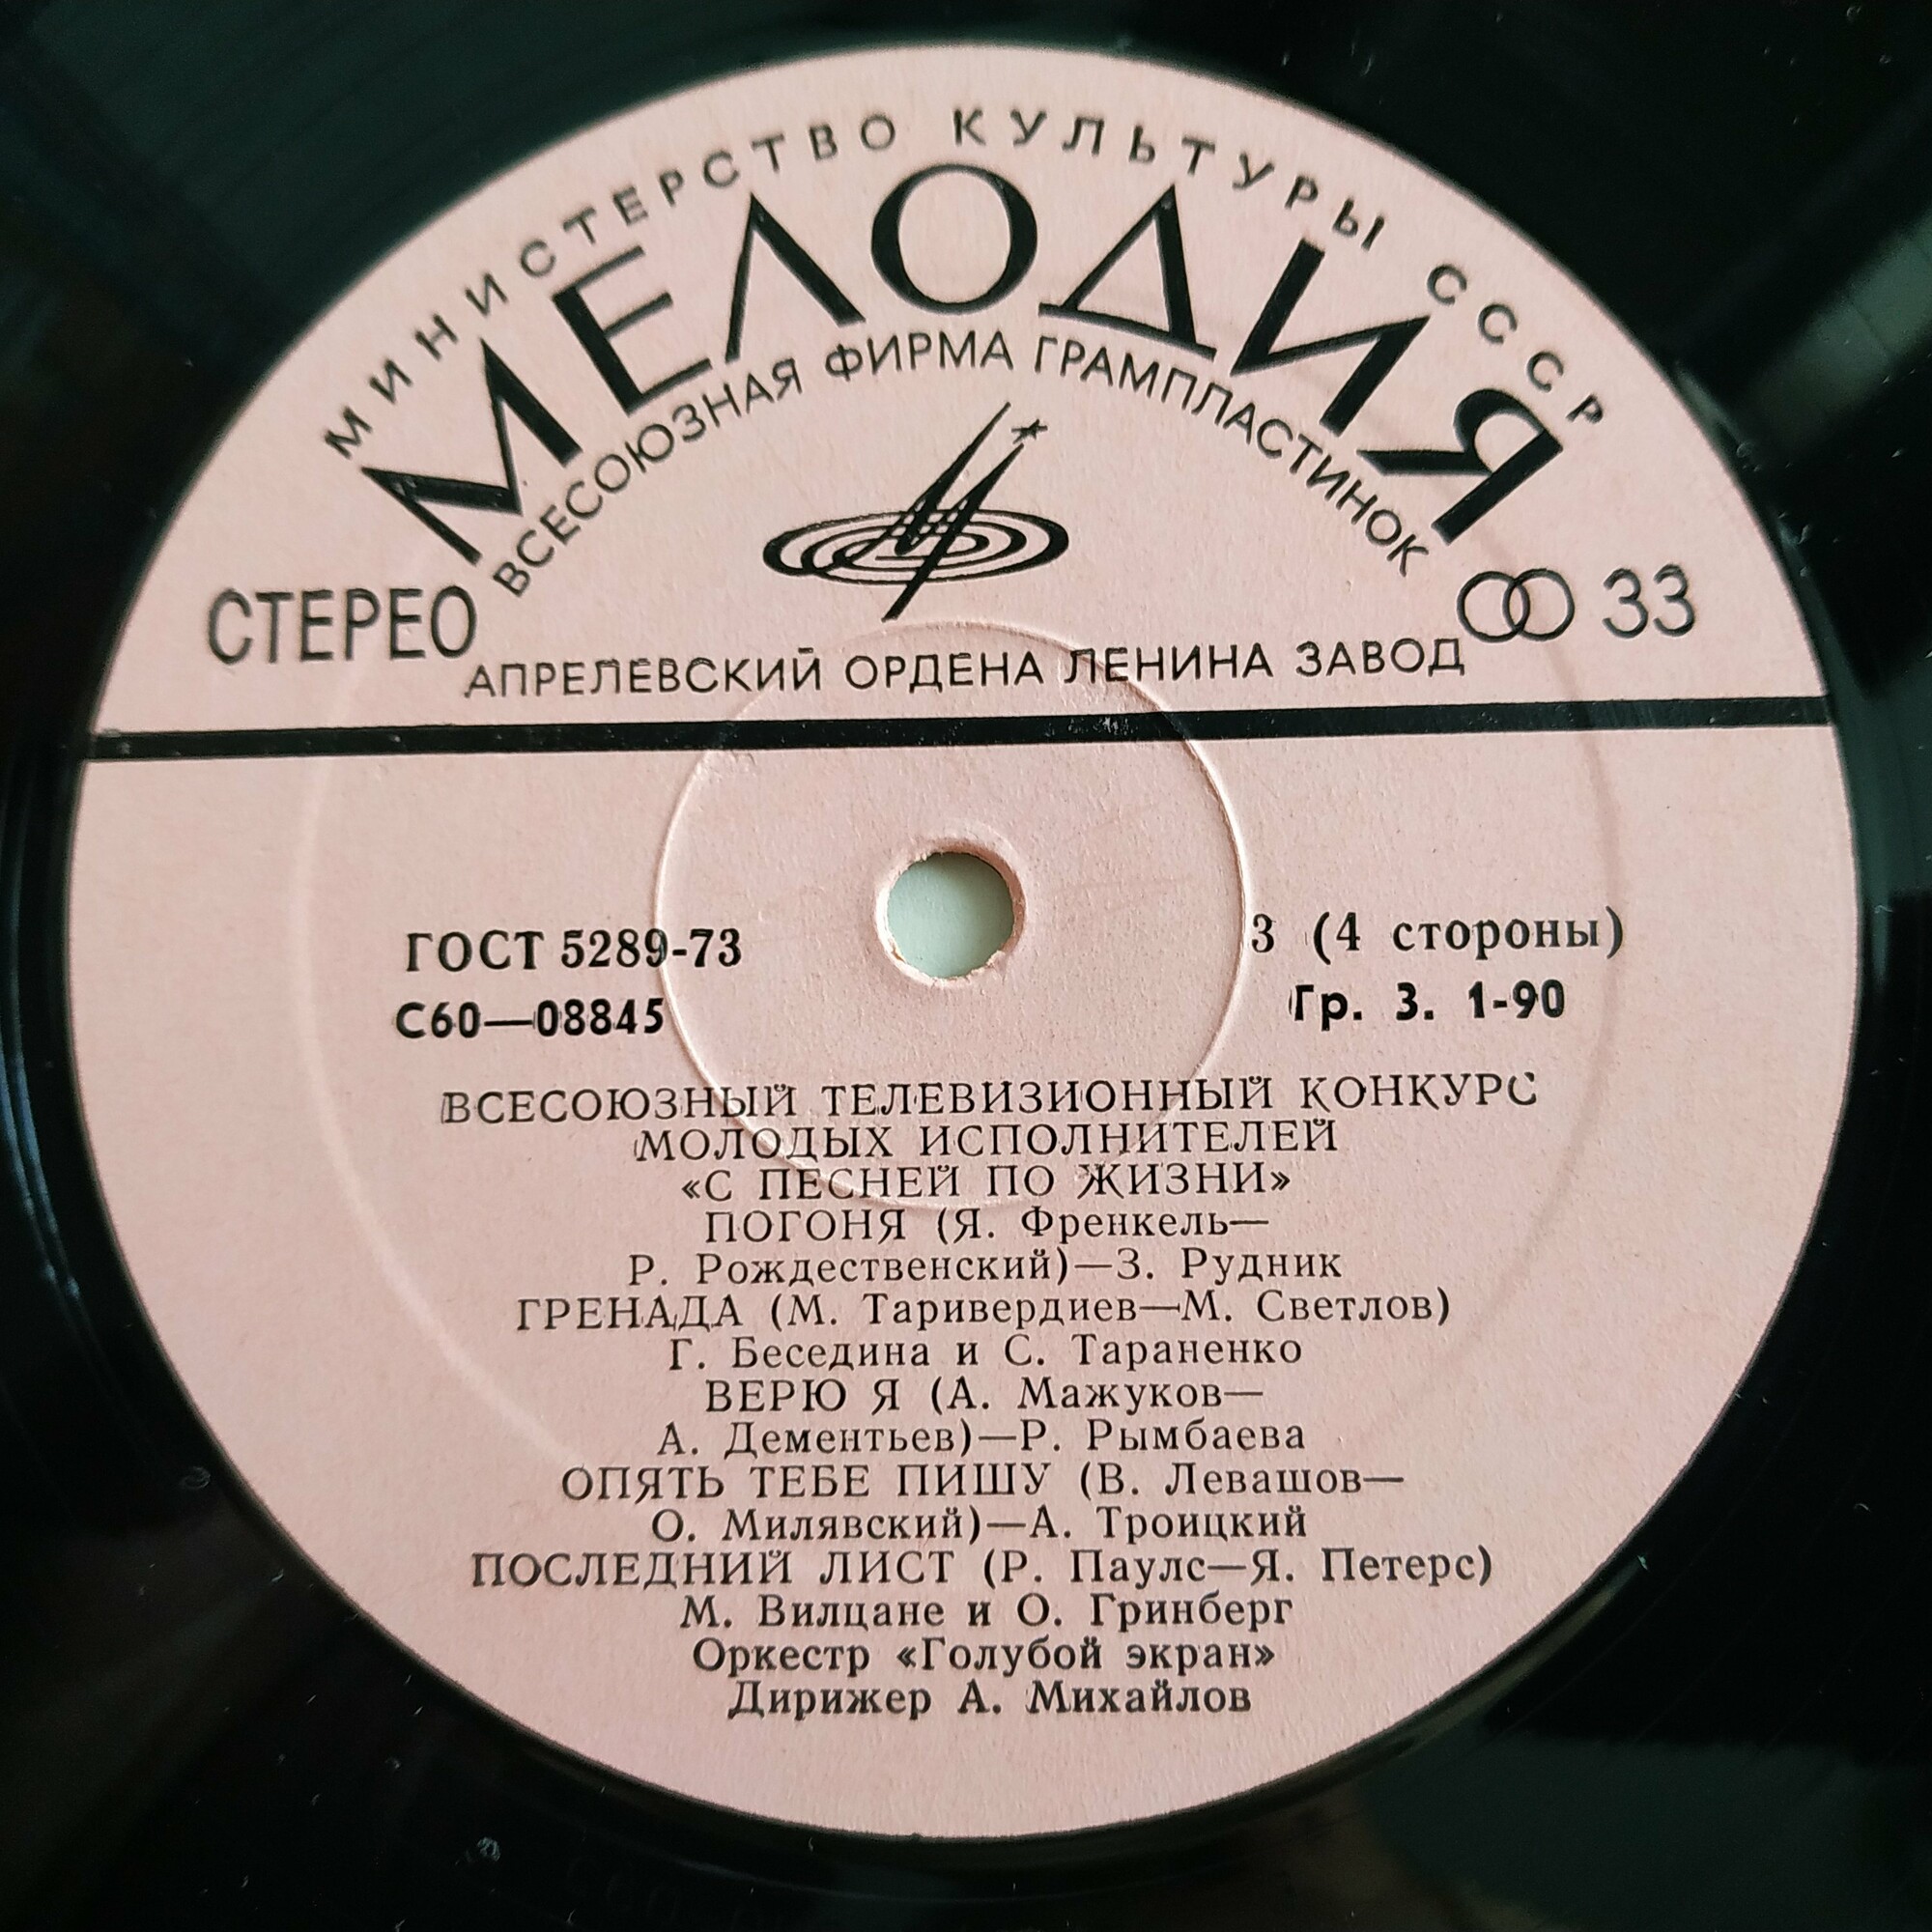 МИНИСТЕРСТВО КУЛЬТУРЫ СССР
МЕЛОДИЯ
ВСЕСОЮЗНАЯ ФИРМА ГРАМПЛАСТИНОК
СТЕРЕО
33
АПРЕЛЕВСКИЙ ОРДЕНА ЛЕНИНА ЗАВОД
ГОСТ 5289-73
3 (4 стороны)
С60—08845
Гр. 3. 1-90
ВСЕСОЮЗНЫЙ ТЕЛЕВИЗИОННЫЙ КОНКУРС
МОЛОДЫХ ИСПОЛНИТЕЛЕЙ
«С ПЕСНЕЙ ПО ЖИЗНИ»
ПОГОНЯ (Я. Френкель—
Р. Рождественский)—З. Рудник
ГРЕНАДА (М. Таривердиев—М. Светлов)
Г. Беседина и С. Тараненко
ВЕРЮ Я (А. Мажуков—
А. Дементьев)—Р. Рымбаева
ОПЯТЬ ТЕБЕ ПИШУ (В. Левашов—
О. Милявский)—А. Троицкий
ПОСЛЕДНИЙ ЛИСТ (Р. Паулс—Я. Петерс)
М. Вилцане и О. Гринберг
Оркестр «Голубой экран»
Дирижер А. Михайлов